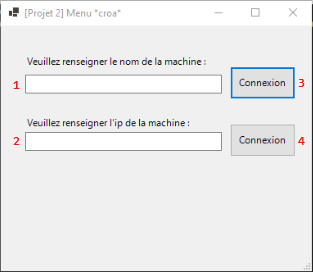 [Projet 2] Menu *croa*
Veuillez renseigner le nom de la machine :
1 Connexion 3
Veuillez renseigner l'ip de la machine :
2 Connexion 4